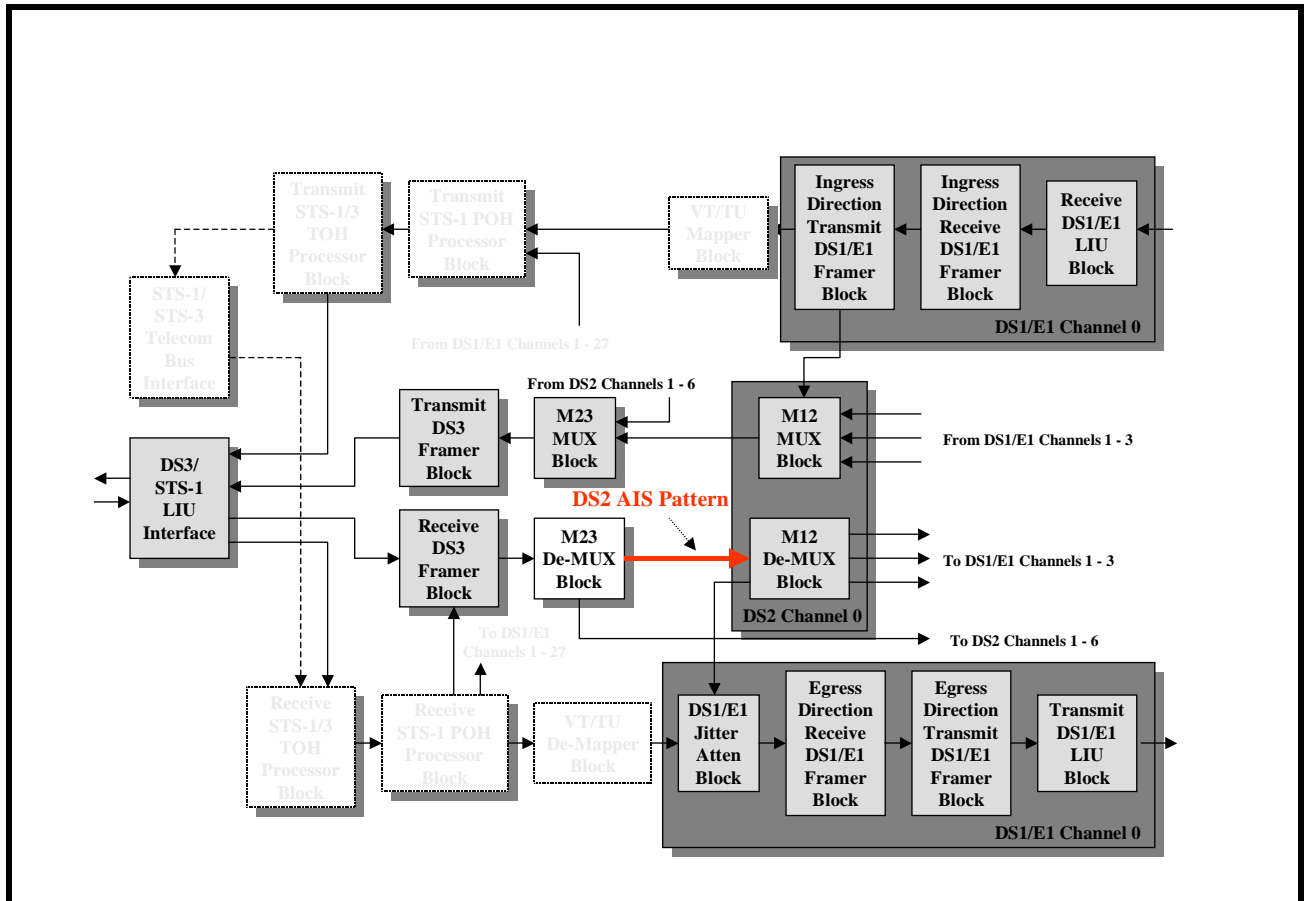 Transmit
STS-1/3
TOH
Processor
Block
Transmit
STS-1 POH
Processor
Block
VT/TU
Mapper
Block
Ingress
Direction
Transmit
DS1/E1
Framer
Block
Ingress
Direction
Receive
DS1/E1
Framer
Block
Receive
DS1/E1
LIU
Block
DS1/E1 Channel 0
STS-1/
STS-3
Telecom
Bus
Interface
From DS1/E1 Channels 1 - 27
From DS2 Channels 1 - 6
Transmit
DS3
Framer
Block
M23
MUX
Block
M12
MUX
Block
From DS1/E1 Channels 1 - 3
DS3/
STS-1
LIU
Interface
DS2 AIS Pattern
Receive
DS3
Framer
Block
M23
De-MUX
Block
M12
De-MUX
Block
To DS1/E1 Channels 1 - 3
DS2 Channel 0
To DS1/E1
Channels 1 - 27
To DS2 Channels 1 - 6
Receive
STS-1/3
TOH
Processor
Block
Receive
STS-1 POH
Processor
Block
VT/TU
De-Mapper
Block
DS1/E1
Jitter
Atten
Block
Egress
Direction
Receive
DS1/E1
Framer
Block
Egress
Direction
Transmit
DS1/E1
Framer
Block
Transmit
DS1/E1
LIU
Block
DS1/E1 Channel 0